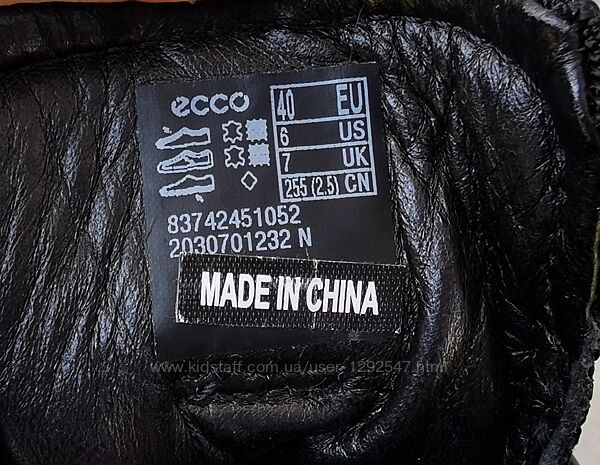 ecco
40 EU
6 US
7 UK
255 (2.5) CN
83742451052
2030701232 N
MADE IN CHINA
www.kidstaff.com.ua/user-1292547.html